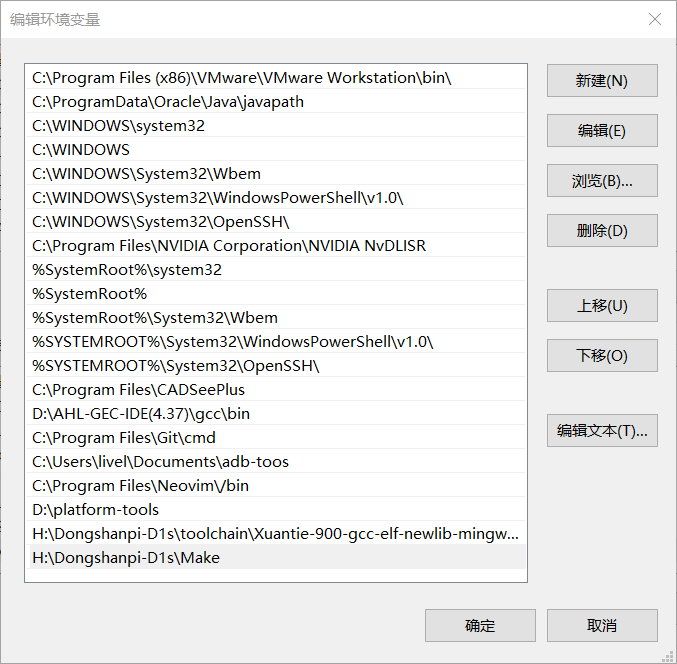 编辑环境变量
C:\Program Files (x86)\VMware\VMware Workstation\bin\
C:\ProgramData\Oracle\Java\javapath
C:\WINDOWS\system32
C:\WINDOWS
C:\WINDOWS\System32\Wbem
C:\WINDOWS\System32\WindowsPowerShell\v1.0\
C:\WINDOWS\System32\OpenSSH\
C:\Program Files\NVIDIA Corporation\NVIDIA NvDLISR
%SystemRoot%\system32
%SystemRoot%
%SystemRoot%\System32\Wbem
%SYSTEMROOT%\System32\WindowsPowerShell\v1.0\
%SYSTEMROOT%\System32\OpenSSH\
C:\Program Files\CADSeePlus
D:\AHL-GEC-IDE(4.37)\gcc\bin
C:\Program Files\Git\cmd
C:\Users\livel\Documents\adb-toos
C:\Program Files\Neovim\/bin
D:\platform-tools
H:\Dongshanpi-D1s\toolchain\Xuantie-900-gcc-elf-newlib-mingw...
H:\Dongshanpi-D1s\Make
新建(N)
编辑(E)
浏览(B)...
删除(D)
上移(U)
下移(O)
编辑文本(T)...
确定
取消